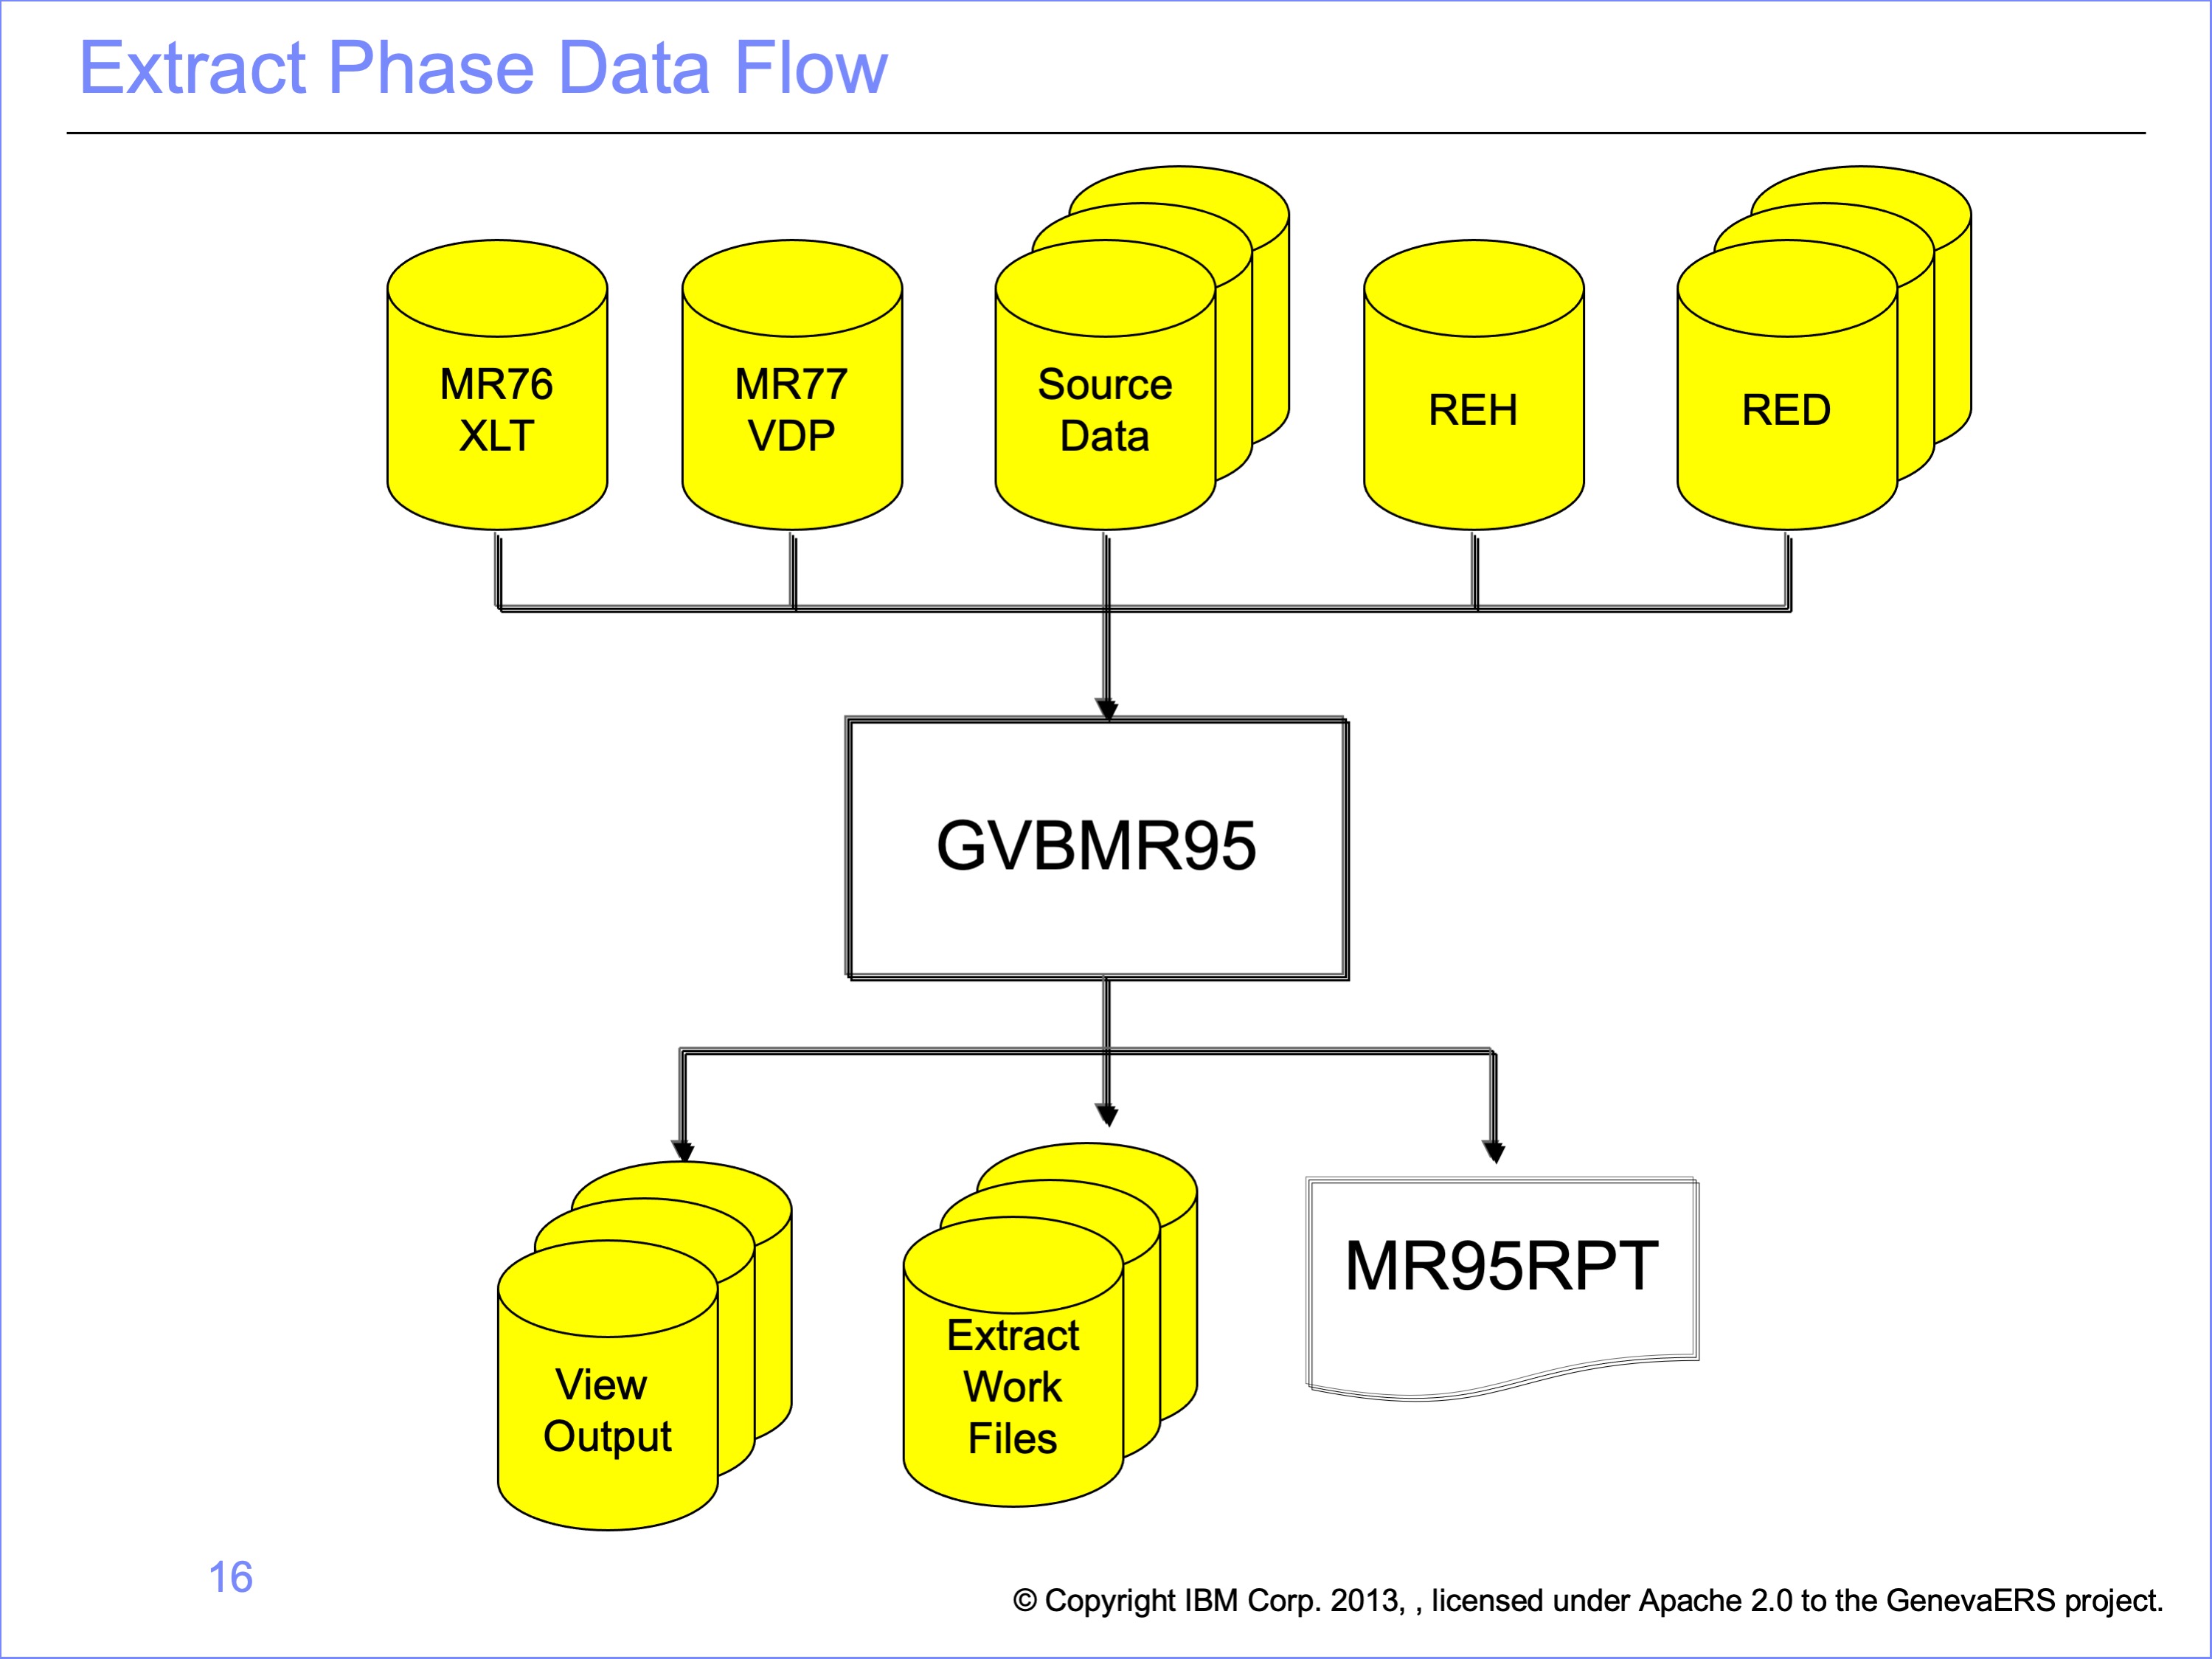 Extract Phase Data Flow
MR76
XLT
MR77
VDP
Source
Data
REH
RED
GVBMR95
View
Output
Extract
Work
Files
MR95RPT
16
© Copyright IBM Corp. 2013, , licensed under Apache 2.0 to the GenevaERS project.